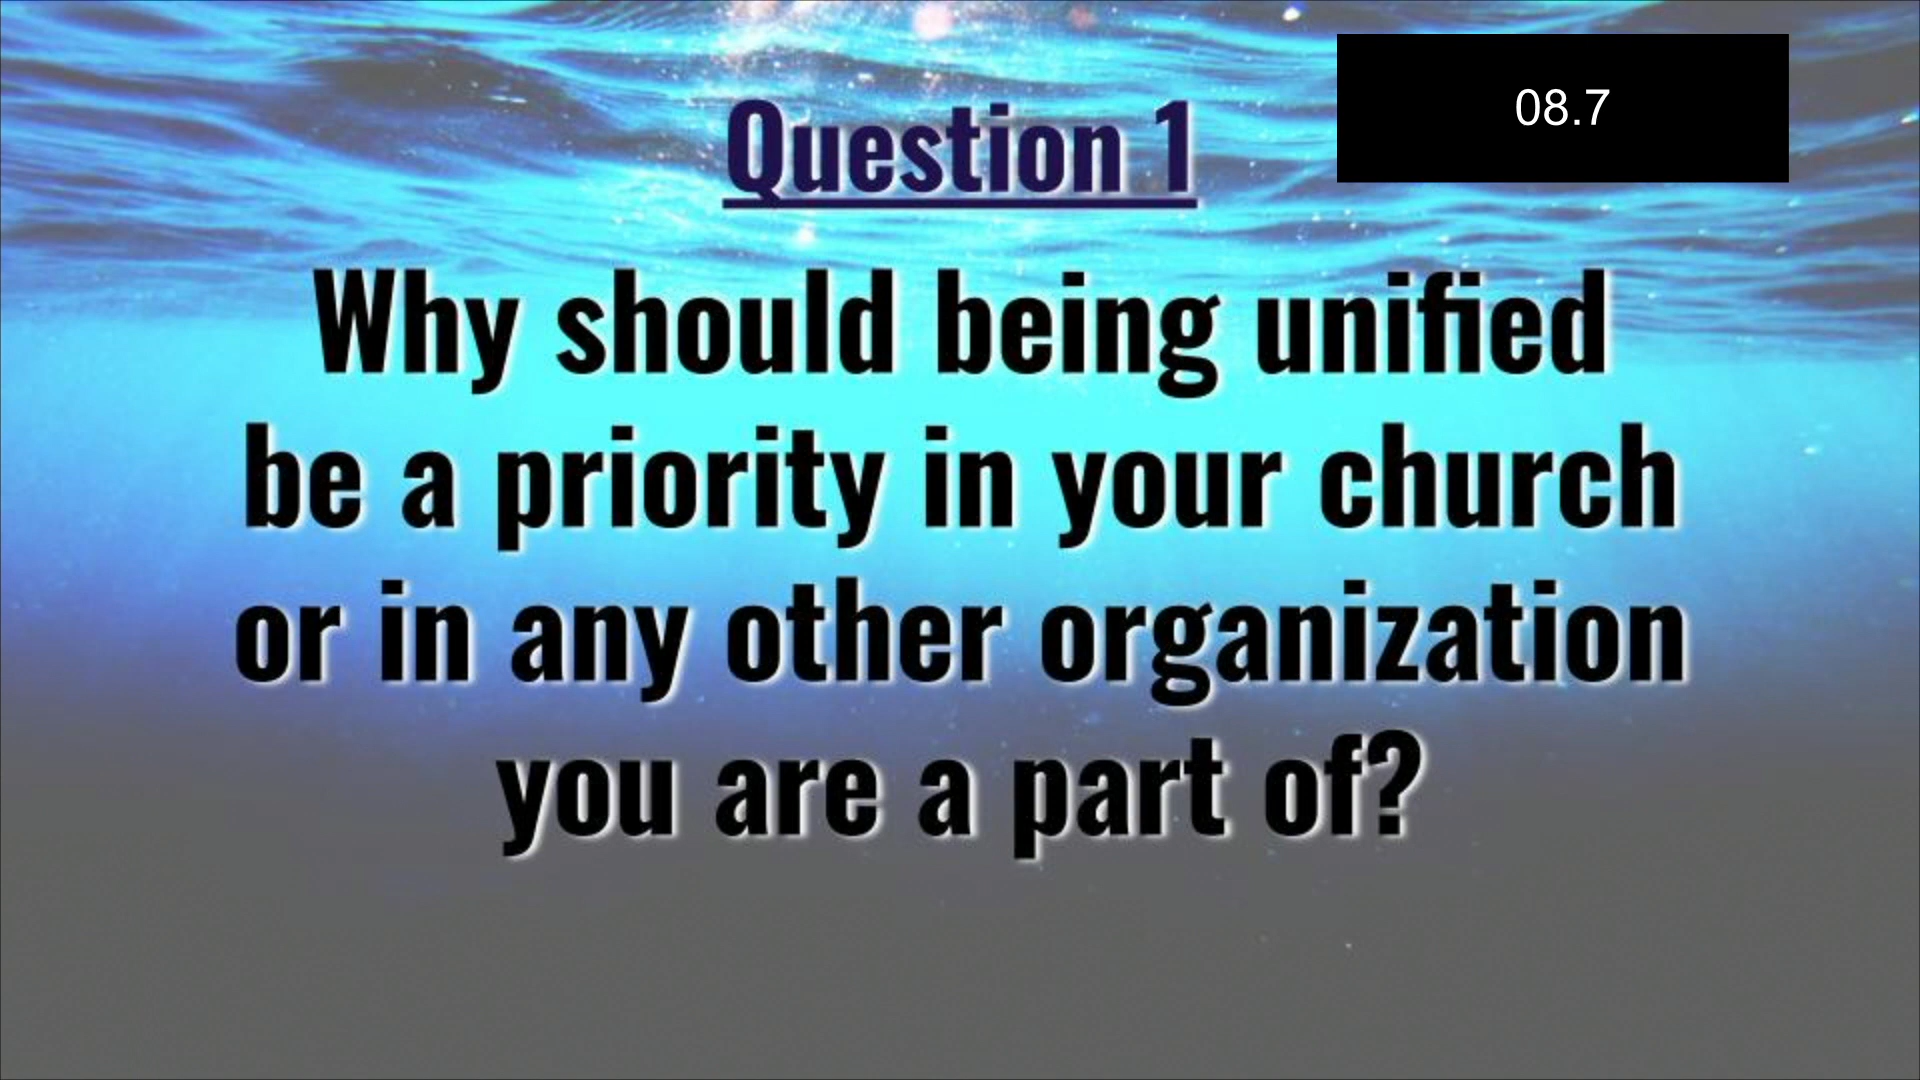 Question 1
08.7
Why should being unified
be a priority in your church
or in any other organization
you are a part of?